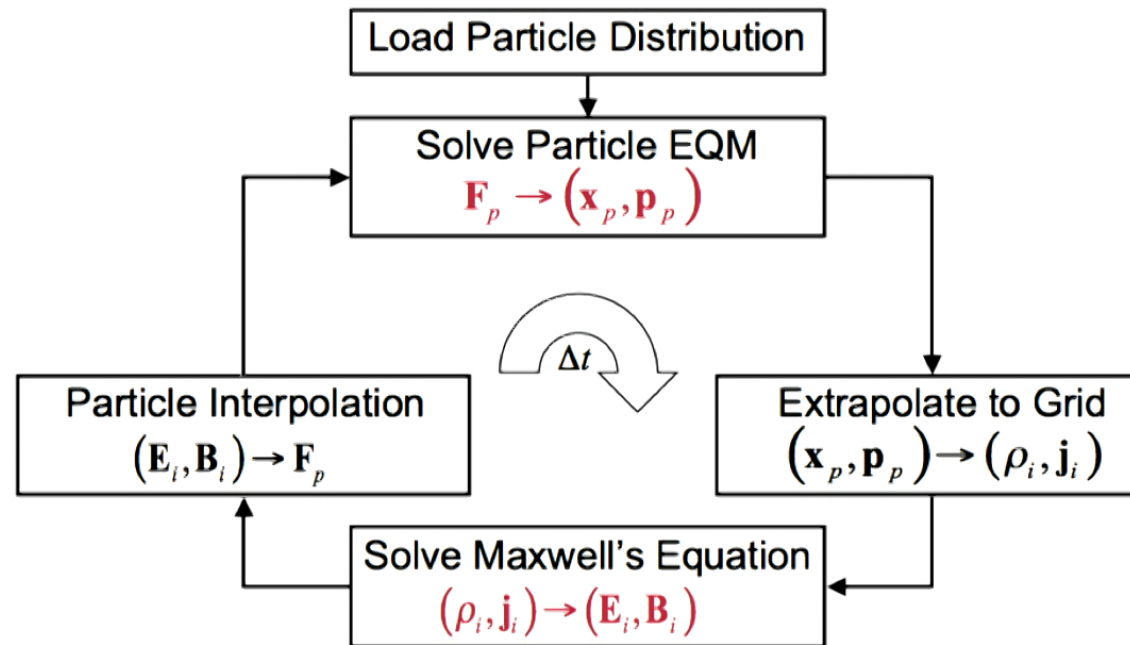 Load Particle Distribution
Solve Particle EQM
F_p → (x_p, p_p)
Δt
Particle Interpolation
(E_i, B_i) → F_p
Extrapolate to Grid
(x_p, p_p) → (ρ_i, j_i)
Solve Maxwell's Equation
(ρ_i, j_i) → (E_i, B_i)